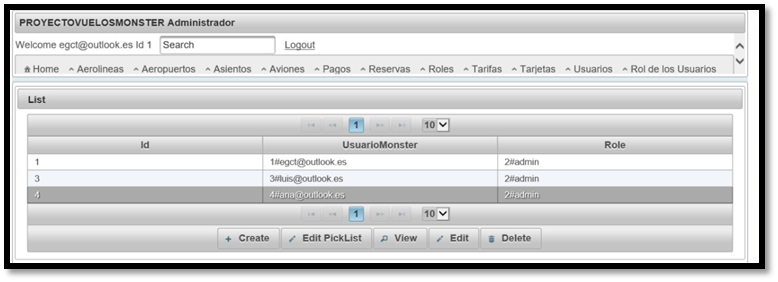 PROYECTOVUELOSMONSTER Administrador
Welcome egct@outlook.es Id 1 Search Logout
Home Aerolineas Aeropuertos Asientos Aviones Pagos Reservas Roles Tarifas Tarjetas Usuarios Rol de los Usuarios
List
1 10
Id UsuarioMonster Role
1 1#egct@outlook.es 2#admin
3 3#luis@outlook.es 2#admin
4 4#ana@outlook.es 2#admin
1 10
Create Edit PickList View Edit Delete